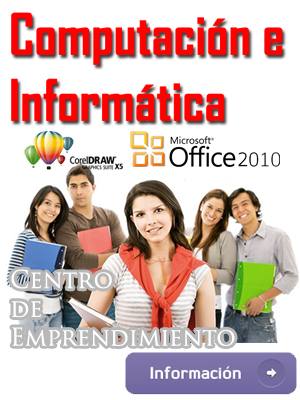 Computación e
Informática
CorelDRAW
GRAPHICS SUITE X5
Microsoft®
Office 2010
CENTRO
DE
EMPRENDIMIENTO
Información